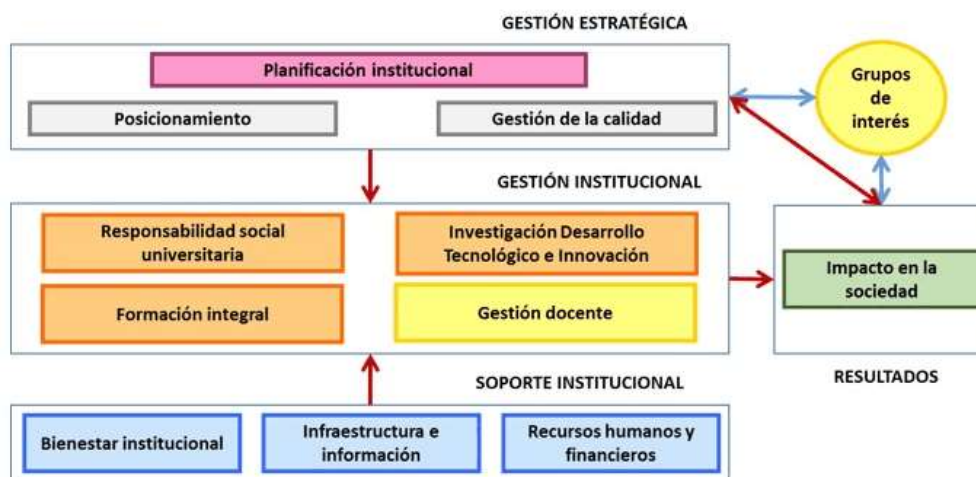 GESTIÓN ESTRATÉGICA
Planificación institucional
Posicionamiento
Gestión de la calidad
Grupos
de
interés
GESTIÓN INSTITUCIONAL
Responsabilidad social
universitaria
Investigación Desarrollo
Tecnológico e Innovación
Formación integral
Gestión docente
Impacto en la
sociedad
RESULTADOS
SOPORTE INSTITUCIONAL
Bienestar institucional
Infraestructura e
información
Recursos humanos y
financieros